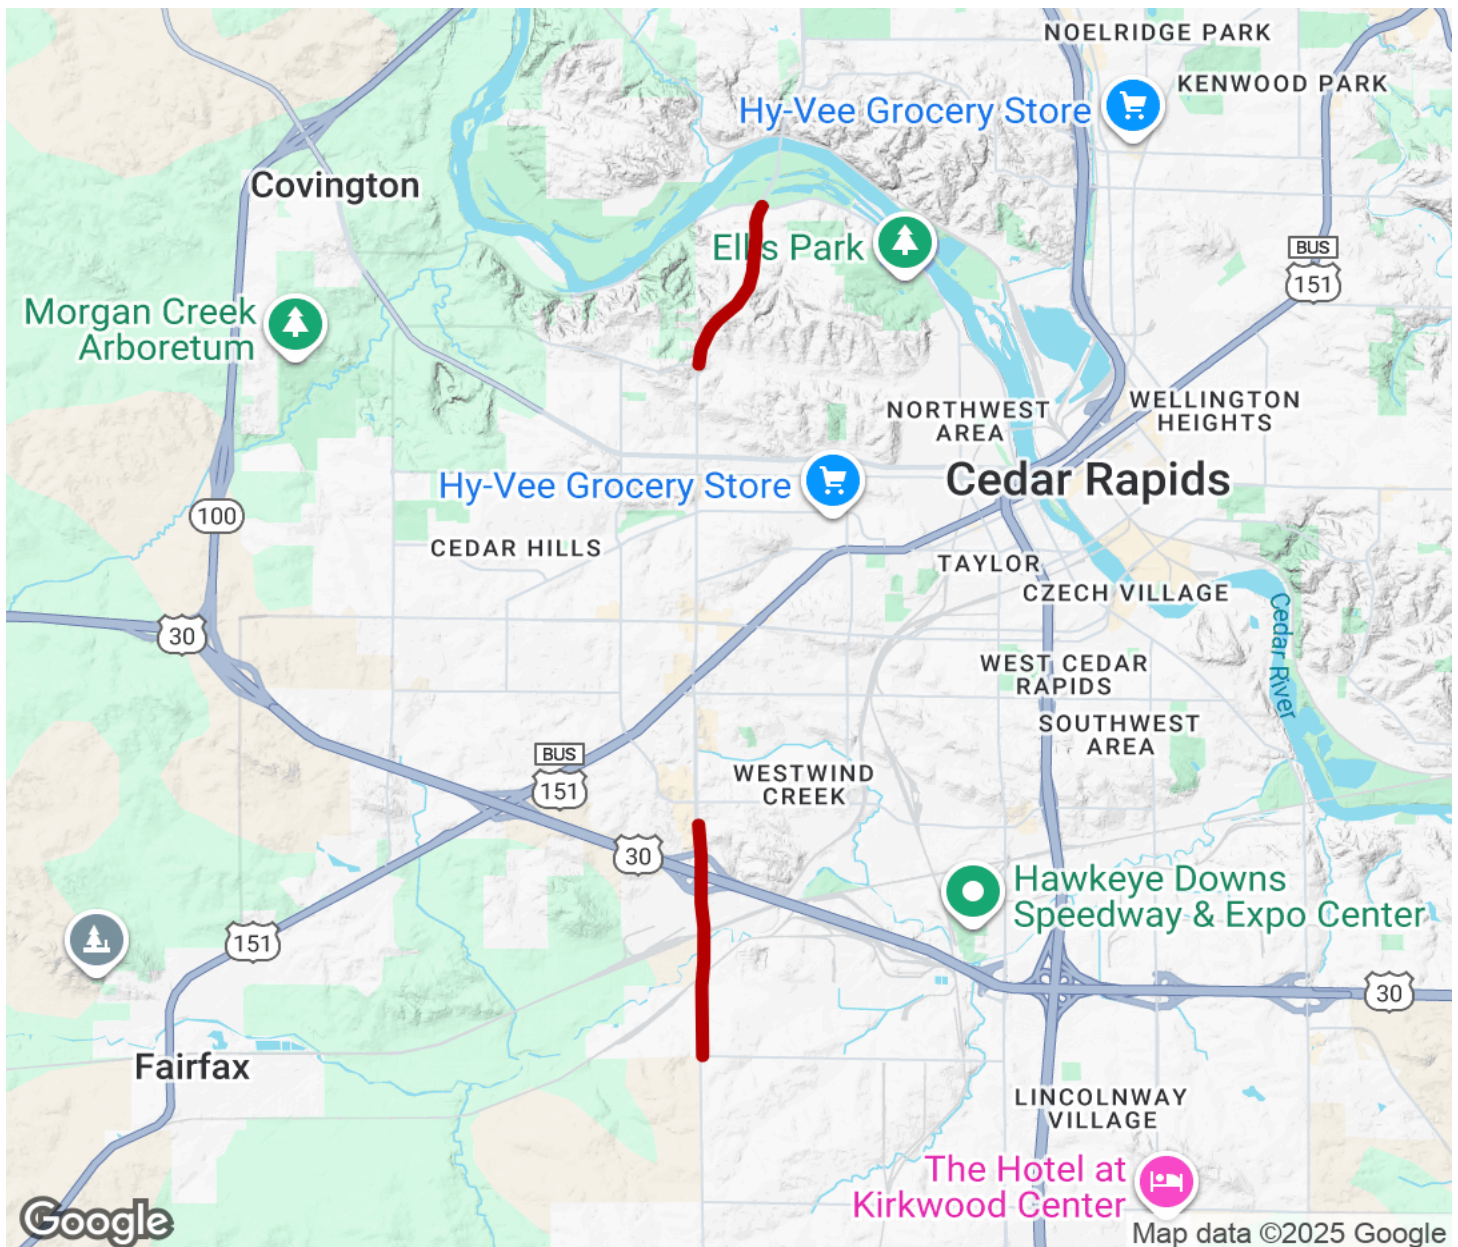 NOELRIDGE PARK
KENWOOD PARK
Hy-Vee Grocery Store
Covington
BUS
151
Ellis Park
Morgan Creek
Arboretum
NORTHWEST
AREA
WELLINGTON
HEIGHTS
Cedar Rapids
Hy-Vee Grocery Store
100
CEDAR HILLS
TAYLOR
CZECH VILLAGE
Cedar River
30
WEST CEDAR
RAPIDS
SOUTHWEST
AREA
BUS
151
WESTWIND
CREEK
30
Hawkeye Downs
Speedway & Expo Center
151
30
Fairfax
LINCOLNWAY
VILLAGE
The Hotel at
Kirkwood Center
Google
Map data ©2025 Google